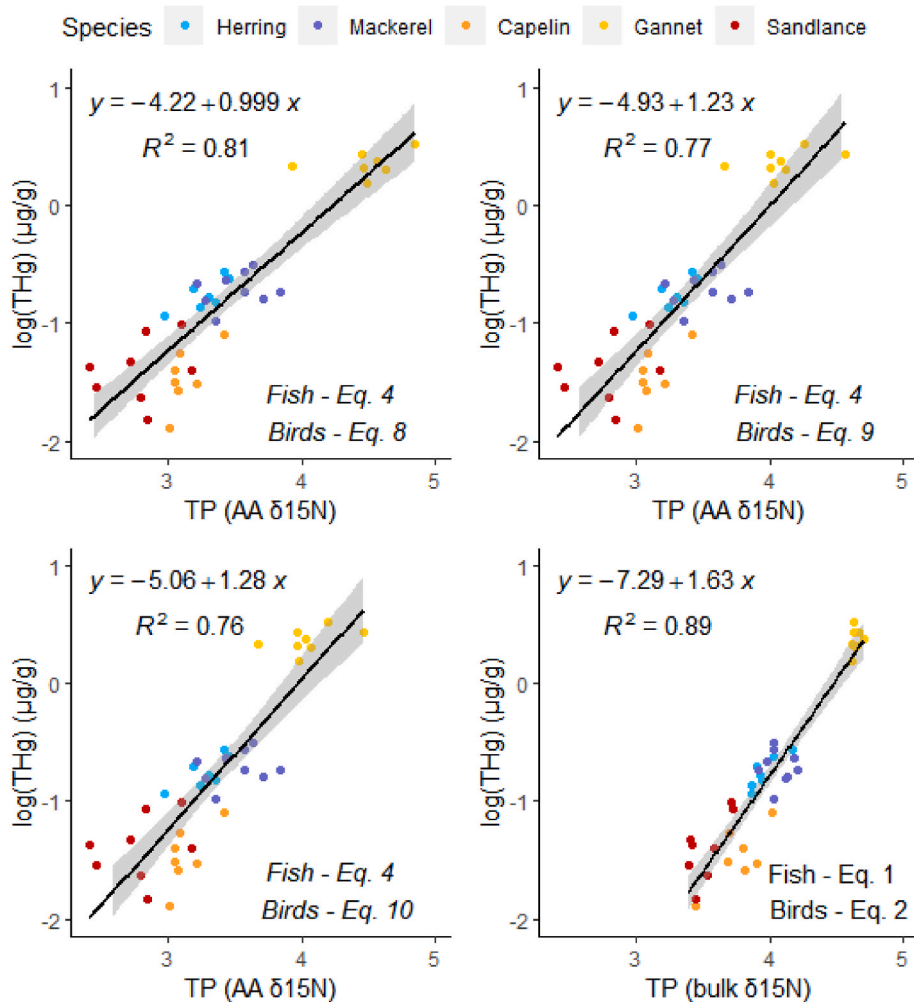 Species Herring Mackerel Capelin Gannet Sandlance
y = −4.22 + 0.999 x
R² = 0.81
Fish - Eq. 4
Birds - Eq. 8
log(THg) (µg/g)
1
0
-1
-2
3 4 5
TP (AA δ15N)
y = −4.93 + 1.23 x
R² = 0.77
Fish - Eq. 4
Birds - Eq. 9
log(THg) (µg/g)
1
0
-1
-2
3 4 5
TP (AA δ15N)
y = −5.06 + 1.28 x
R² = 0.76
Fish - Eq. 4
Birds - Eq. 10
log(THg) (µg/g)
1
0
-1
-2
3 4 5
TP (AA δ15N)
y = −7.29 + 1.63 x
R² = 0.89
Fish - Eq. 1
Birds - Eq. 2
log(THg) (µg/g)
1
0
-1
-2
3 4 5
TP (bulk δ15N)